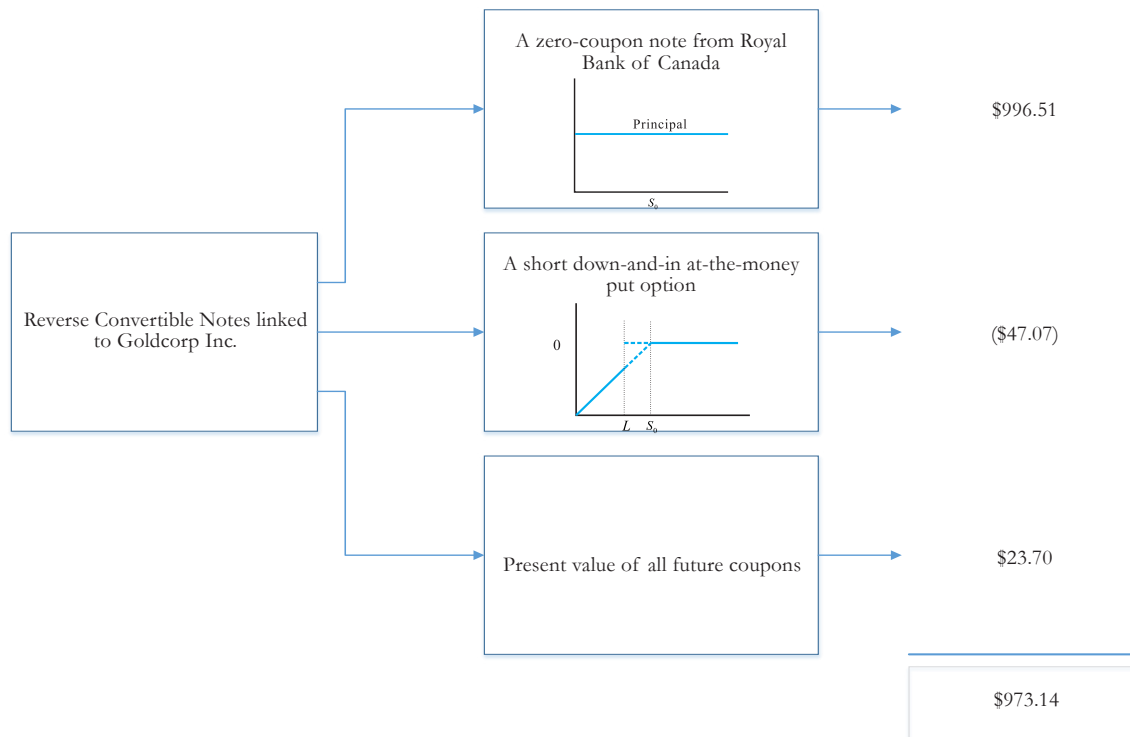 A zero-coupon note from Royal
Bank of Canada
Principal
S₀
$996.51
Reverse Convertible Notes linked
to Goldcorp Inc.
A short down-and-in at-the-money
put option
0
L S₀
($47.07)
Present value of all future coupons
$23.70
$973.14